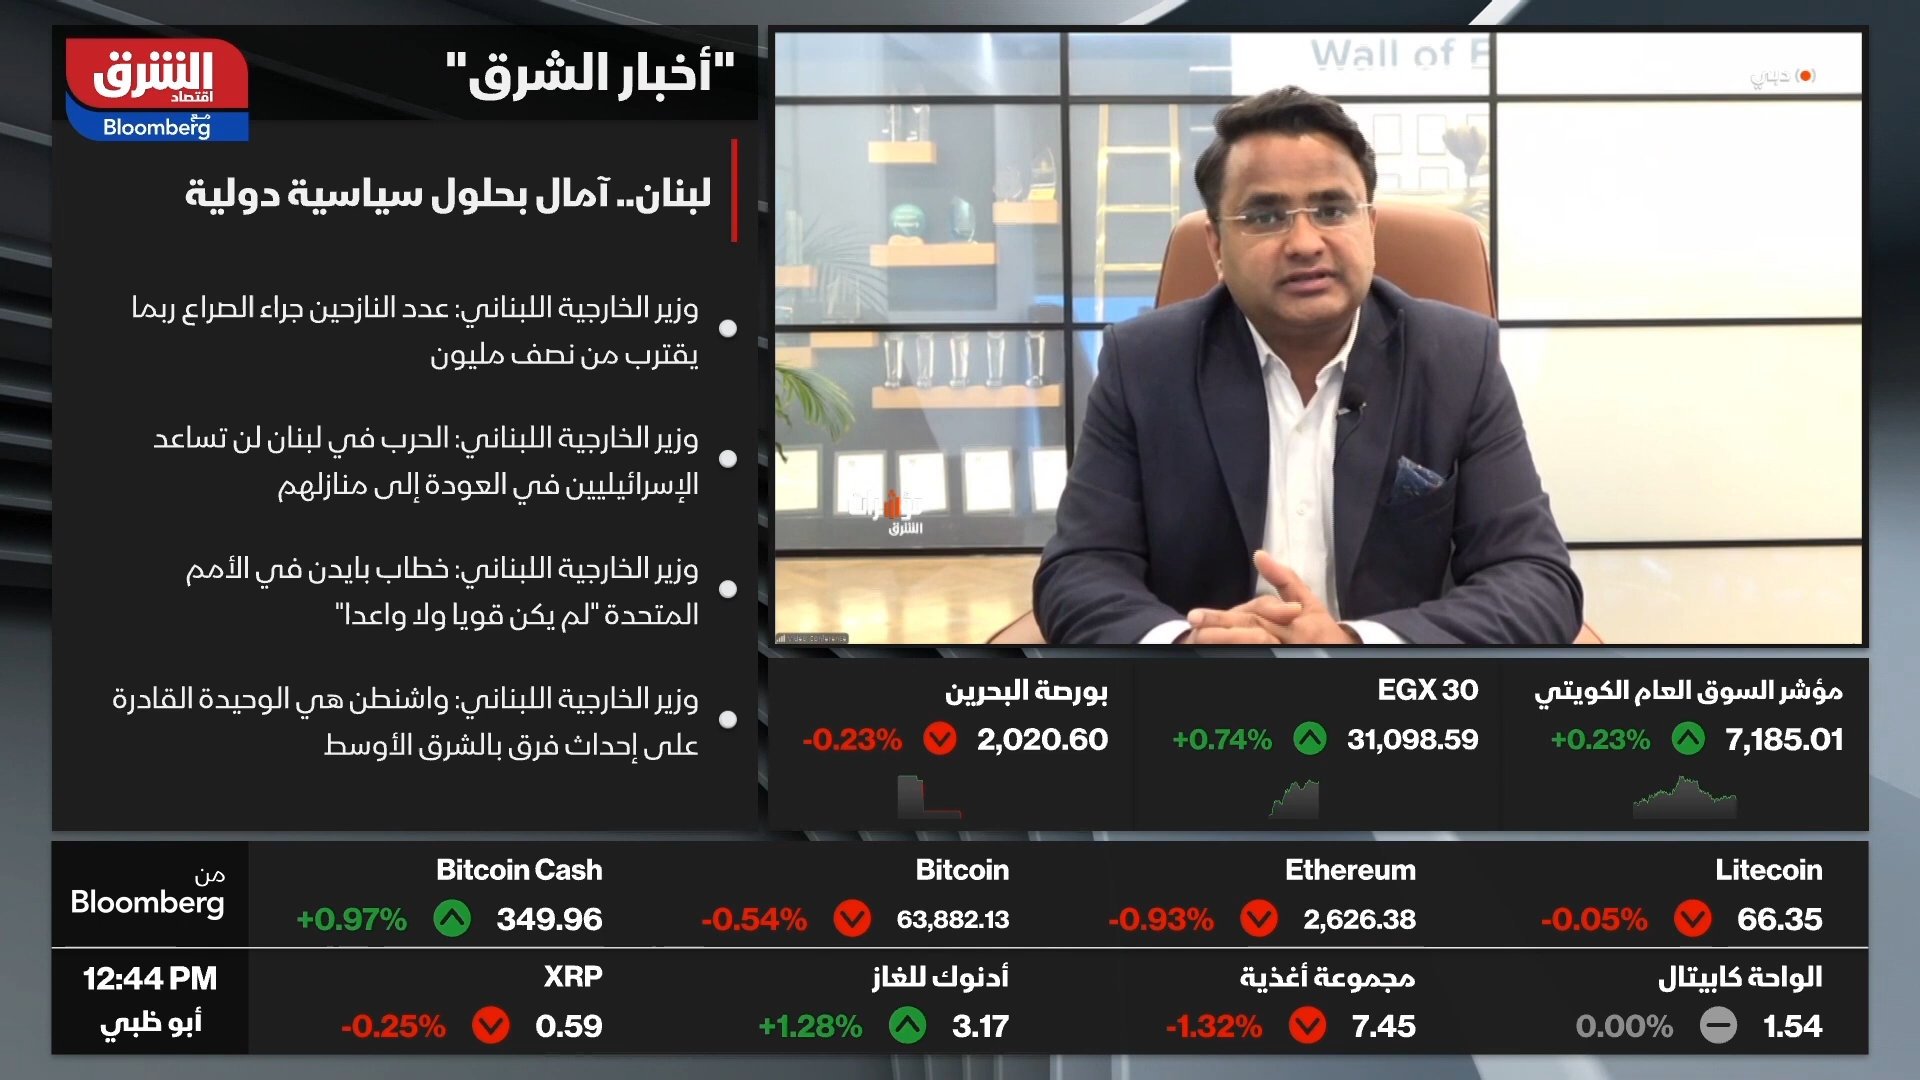 "أخبار الشرق"
الشرق
اقتصاد
مع
Bloomberg
لبنان.. آمال بحلول سياسية دولية
وزير الخارجية اللبناني: عدد النازحين جراء الصراع ربما
يقترب من نصف مليون
وزير الخارجية اللبناني: الحرب في لبنان لن تساعد
الإسرائيليين في العودة إلى منازلهم
وزير الخارجية اللبناني: خطاب بايدن في الأمم
المتحدة "لم يكن قويا ولا واعدا"
وزير الخارجية اللبناني: واشنطن هي الوحيدة القادرة
على إحداث فرق بالشرق الأوسط
Wall of
دبي
مؤشرات
الشرق
Video Conference
مؤشر السوق العام الكويتي
7,185.01 +0.23%
EGX 30
31,098.59 +0.74%
بورصة البحرين
2,020.60 -0.23%
من
Bloomberg
Litecoin
66.35 -0.05%
Ethereum
2,626.38 -0.93%
Bitcoin
63,882.13 -0.54%
Bitcoin Cash
349.96 +0.97%
12:44 PM
أبو ظبي
الواحة كابيتال
1.54 0.00%
مجموعة أغذية
7.45 -1.32%
أدنوك للغاز
3.17 +1.28%
XRP
0.59 -0.25%